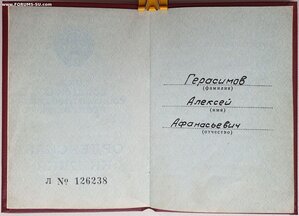 www.FORUMS-SU.com
Л № 126238
Герасимов
(фамилия)
Алексей
(имя)
Афанасьевич
(отчество)